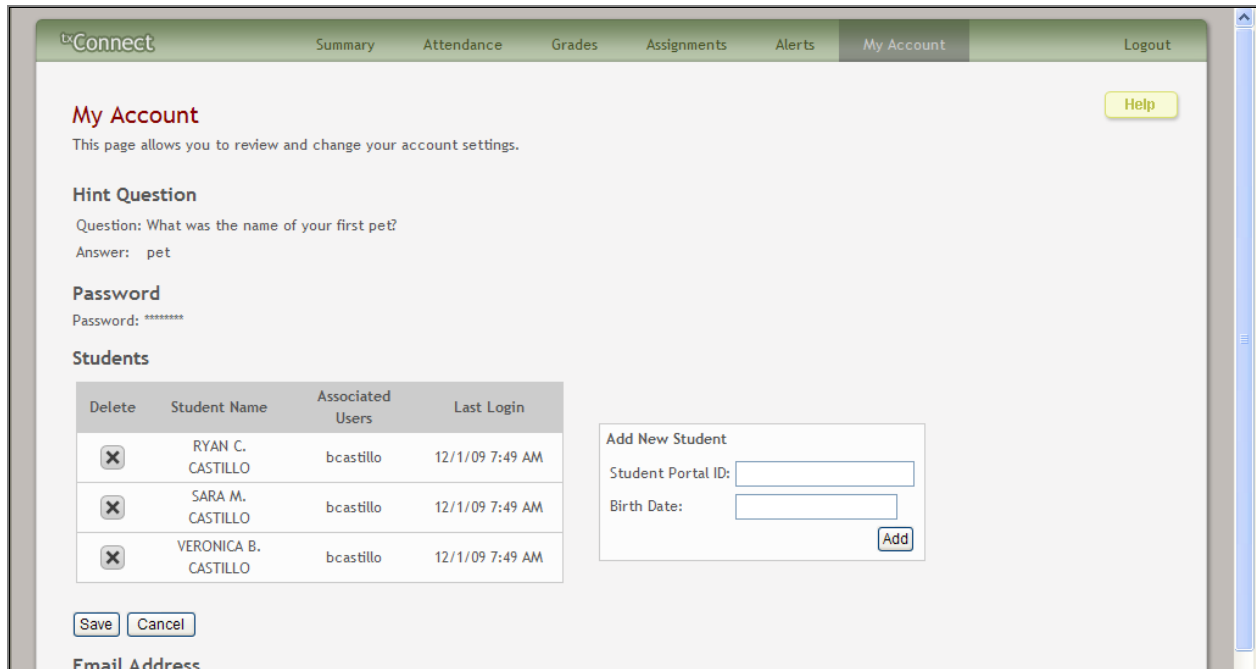 txConnect Summary Attendance Grades Assignments Alerts My Account Logout
Help
My Account
This page allows you to review and change your account settings.
Hint Question
Question: What was the name of your first pet?
Answer: pet
Password
Password: ********
Students
Delete Student Name Associated Users Last Login
RYAN C. CASTILLO bcastillo 12/1/09 7:49 AM
SARA M. CASTILLO bcastillo 12/1/09 7:49 AM
VERONICA B. CASTILLO bcastillo 12/1/09 7:49 AM
Add New Student
Student Portal ID:
Birth Date:
Add
Save Cancel
Email Address